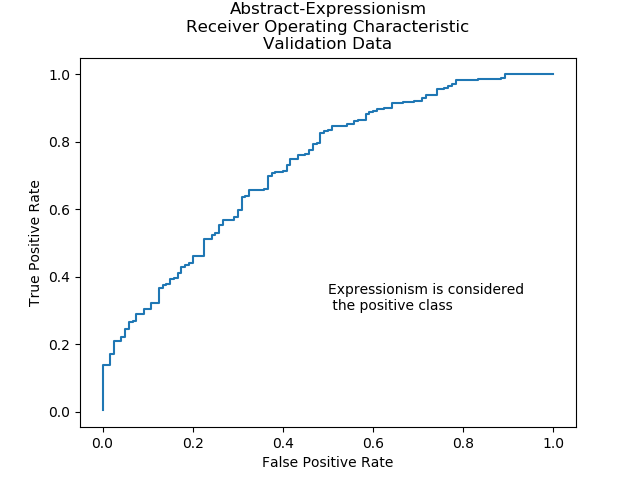 Abstract-Expressionism
Receiver Operating Characteristic
Validation Data
1.0
0.8
0.6
0.4
0.2
0.0
True Positive Rate
Expressionism is considered
the positive class
0.0 0.2 0.4 0.6 0.8 1.0
False Positive Rate